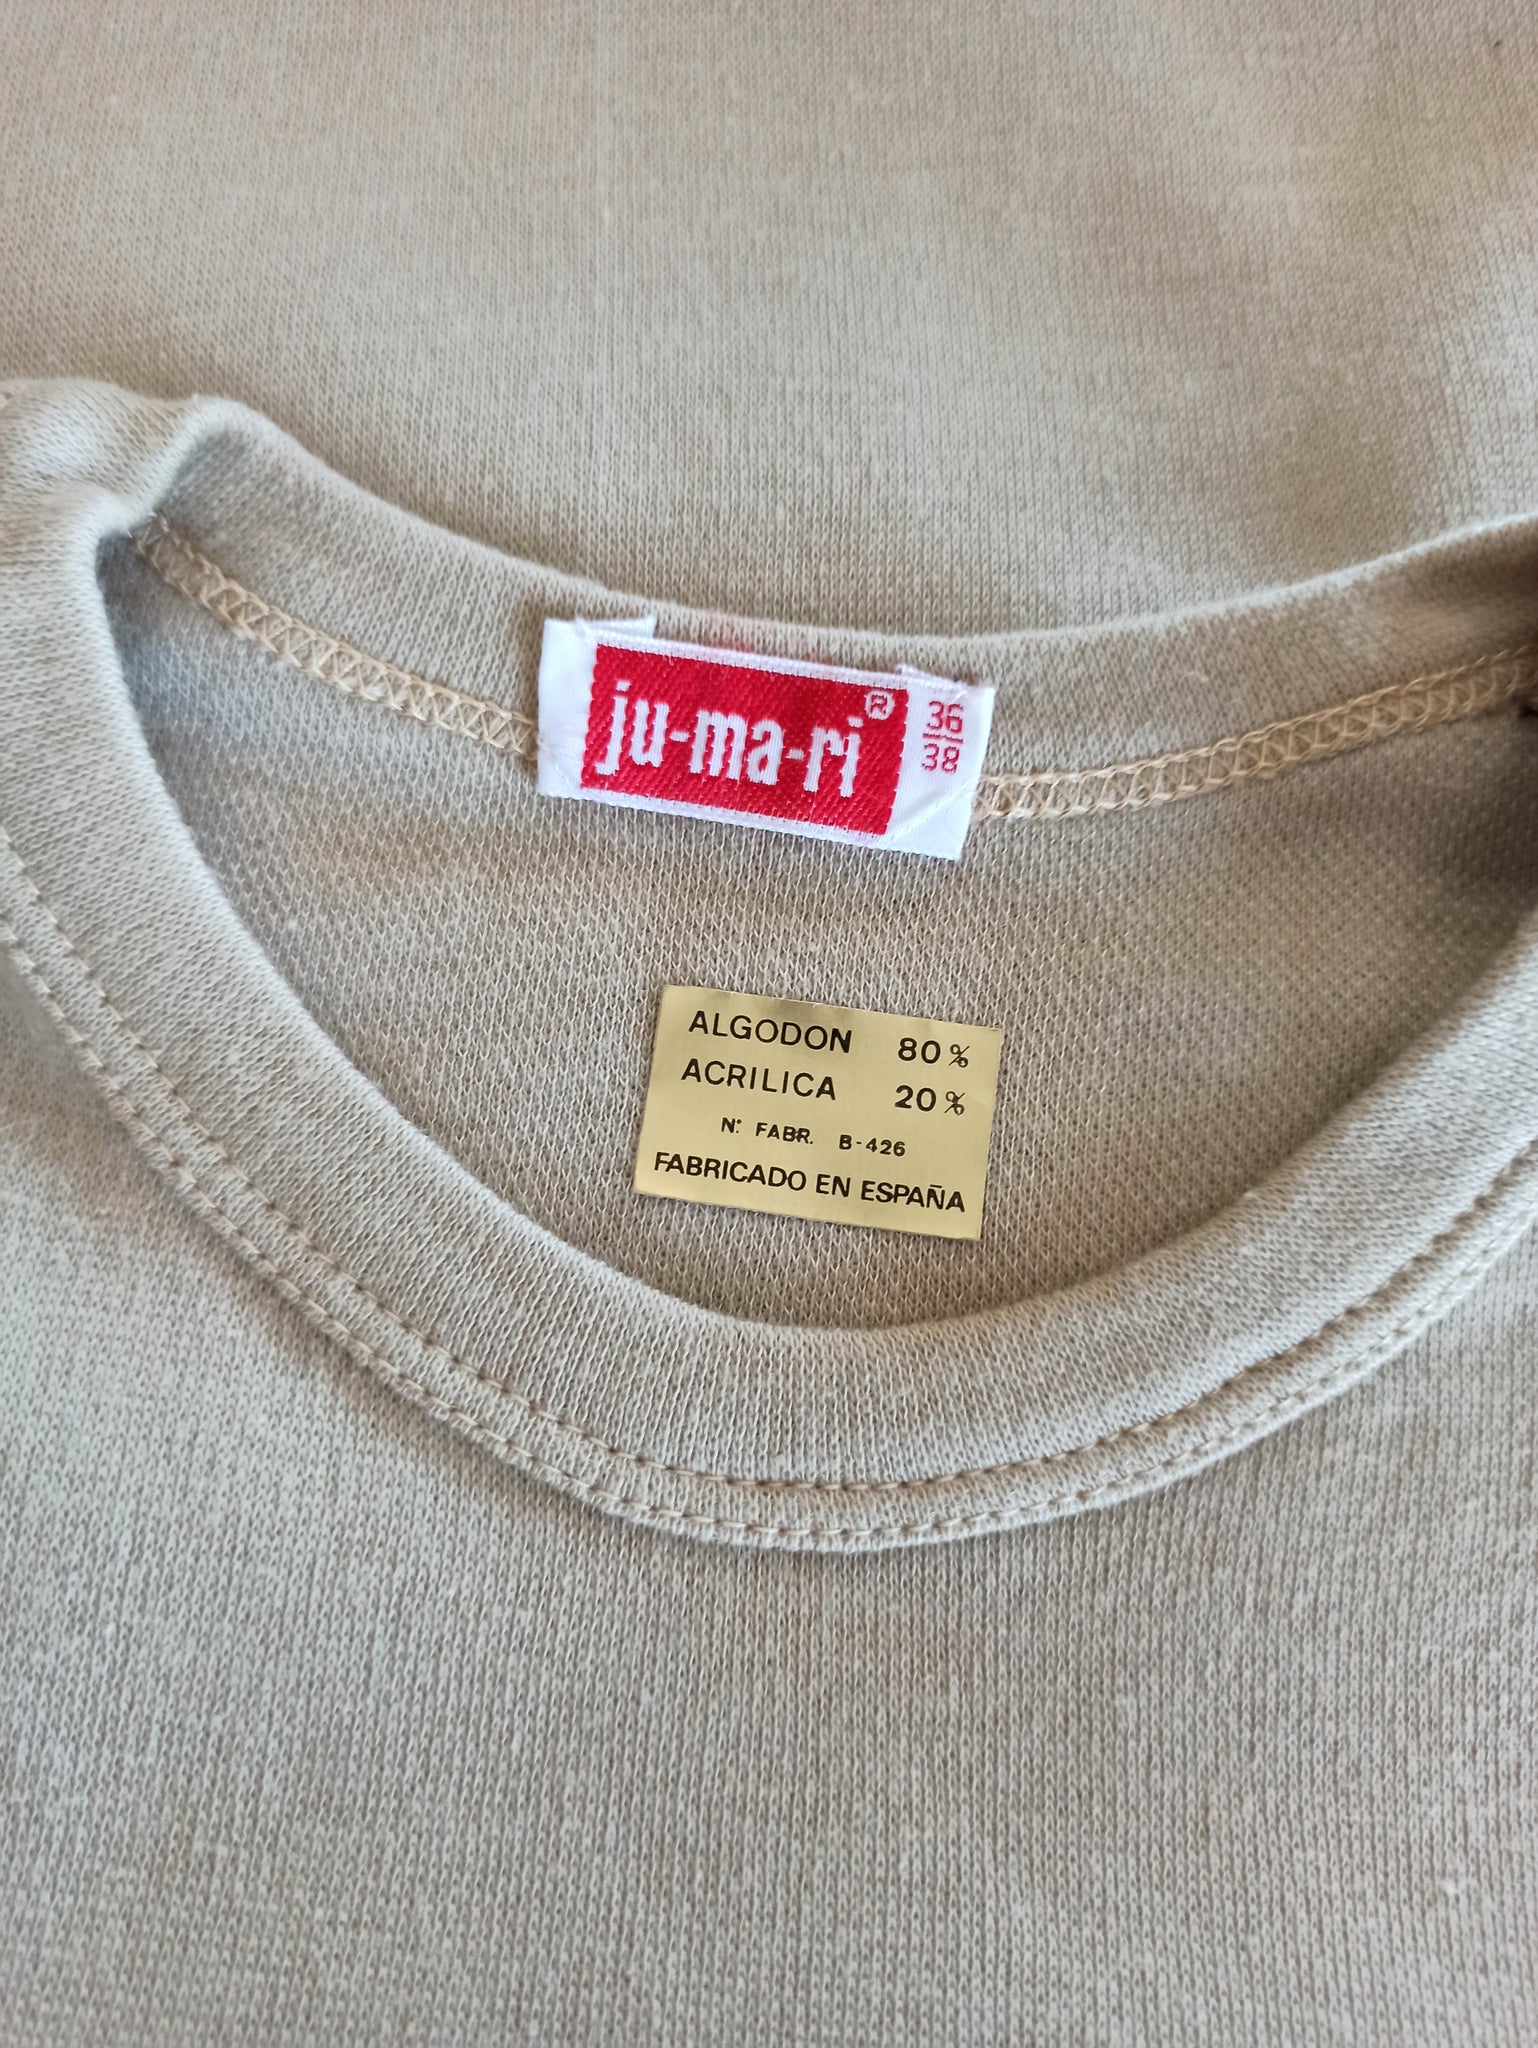 ju-ma-ri ®
36
38
ALGODON 80%
ACRILICA 20%
Nº FABR. B-426
FABRICADO EN ESPAÑA